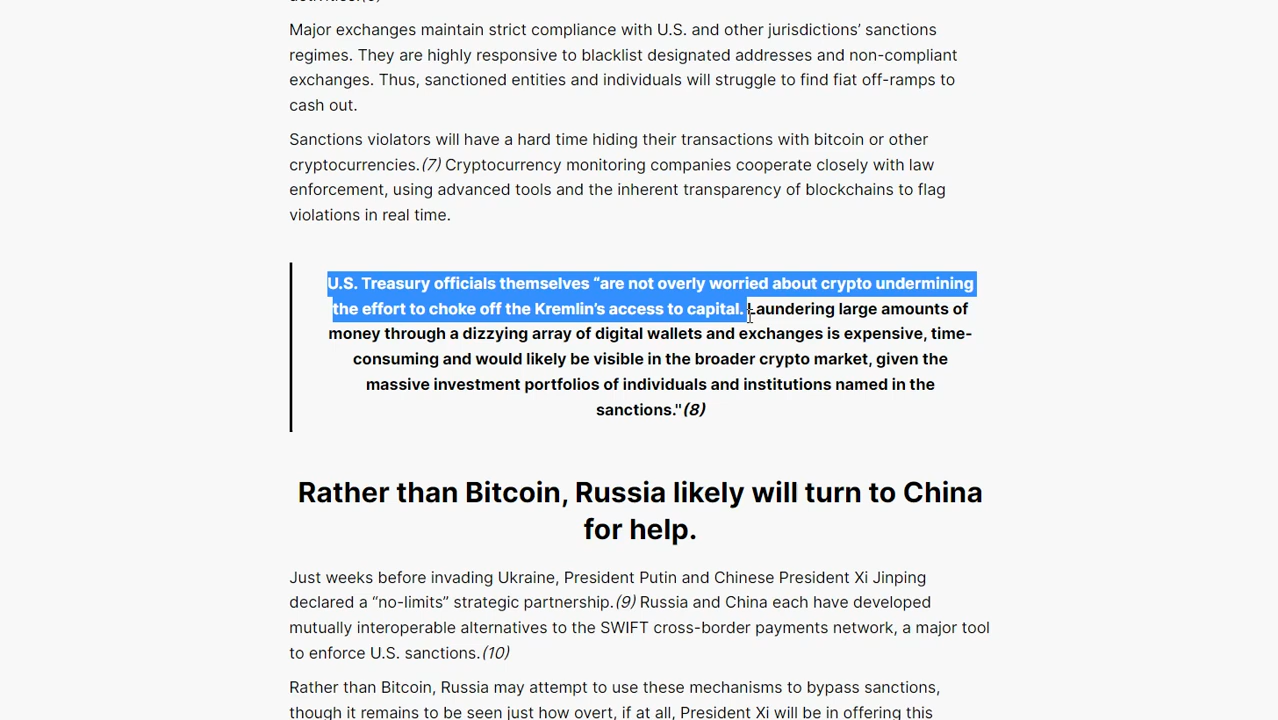 Major exchanges maintain strict compliance with U.S. and other jurisdictions’ sanctions
regimes. They are highly responsive to blacklist designated addresses and non-compliant
exchanges. Thus, sanctioned entities and individuals will struggle to find fiat off-ramps to
cash out.
Sanctions violators will have a hard time hiding their transactions with bitcoin or other
cryptocurrencies.(7) Cryptocurrency monitoring companies cooperate closely with law
enforcement, using advanced tools and the inherent transparency of blockchains to flag
violations in real time.
U.S. Treasury officials themselves “are not overly worried about crypto undermining
the effort to choke off the Kremlin’s access to capital. Laundering large amounts of
money through a dizzying array of digital wallets and exchanges is expensive, time-
consuming and would likely be visible in the broader crypto market, given the
massive investment portfolios of individuals and institutions named in the
sanctions."(8)
Rather than Bitcoin, Russia likely will turn to China
for help.
Just weeks before invading Ukraine, President Putin and Chinese President Xi Jinping
declared a “no-limits” strategic partnership.(9) Russia and China each have developed
mutually interoperable alternatives to the SWIFT cross-border payments network, a major tool
to enforce U.S. sanctions.(10)
Rather than Bitcoin, Russia may attempt to use these mechanisms to bypass sanctions,
though it remains to be seen just how overt, if at all, President Xi will be in offering this